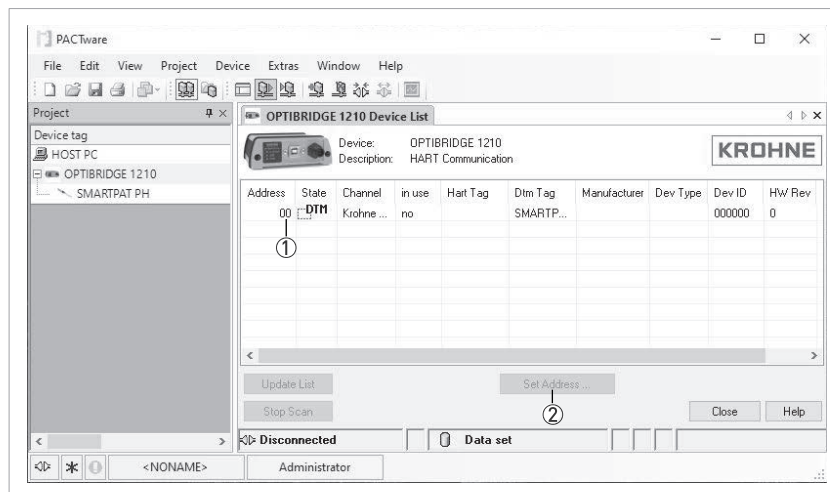 PACTware
File Edit View Project Device Extras Window Help
Project
OPTIBRIDGE 1210 Device List
Device tag
HOST PC
OPTIBRIDGE 1210
SMARTPAT PH
Device: OPTIBRIDGE 1210
Description: HART Communication
KROHNE
Address State Channel in use Hart Tag Dtm Tag Manufacturer Dev Type Dev ID HW Rev
00 DTM Krohne ... no SMARTP... 000000 0
①
Update List Set Address ...
Stop Scan ② Close Help
Disconnected Data set
<NONAME> Administrator